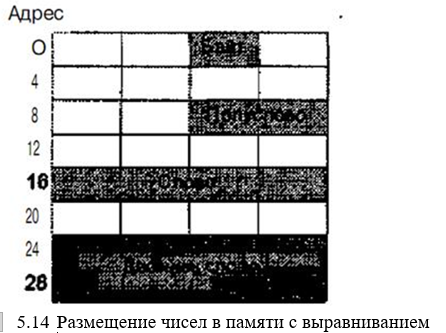 Адрес
0
Байт
4
8
Полуслово
12
16
Слово
20
24
28
5.14 Размещение чисел в памяти с выравниванием